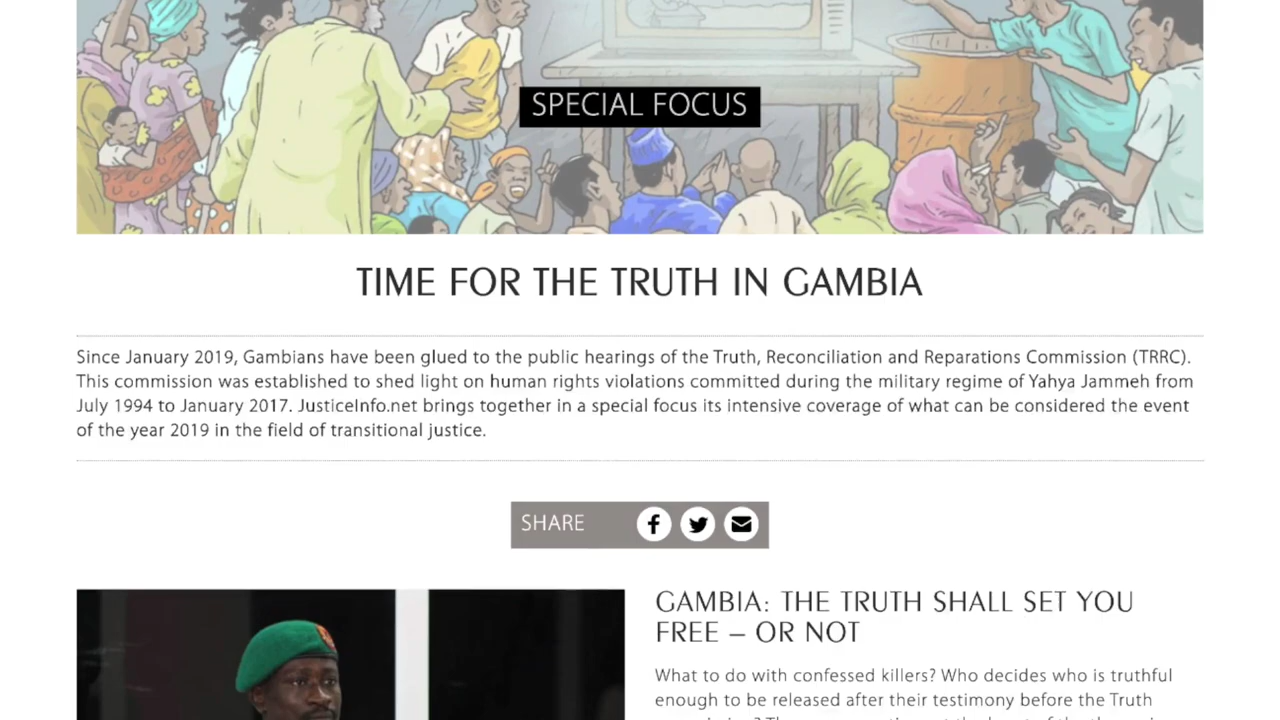 SPECIAL FOCUS
TIME FOR THE TRUTH IN GAMBIA
Since January 2019, Gambians have been glued to the public hearings of the Truth, Reconciliation and Reparations Commission (TRRC).
This commission was established to shed light on human rights violations committed during the military regime of Yahya Jammeh from
July 1994 to January 2017. JusticeInfo.net brings together in a special focus its intensive coverage of what can be considered the event
of the year 2019 in the field of transitional justice.
SHARE
GAMBIA: THE TRUTH SHALL SET YOU
FREE – OR NOT
What to do with confessed killers? Who decides who is truthful
enough to be released after their testimony before the Truth